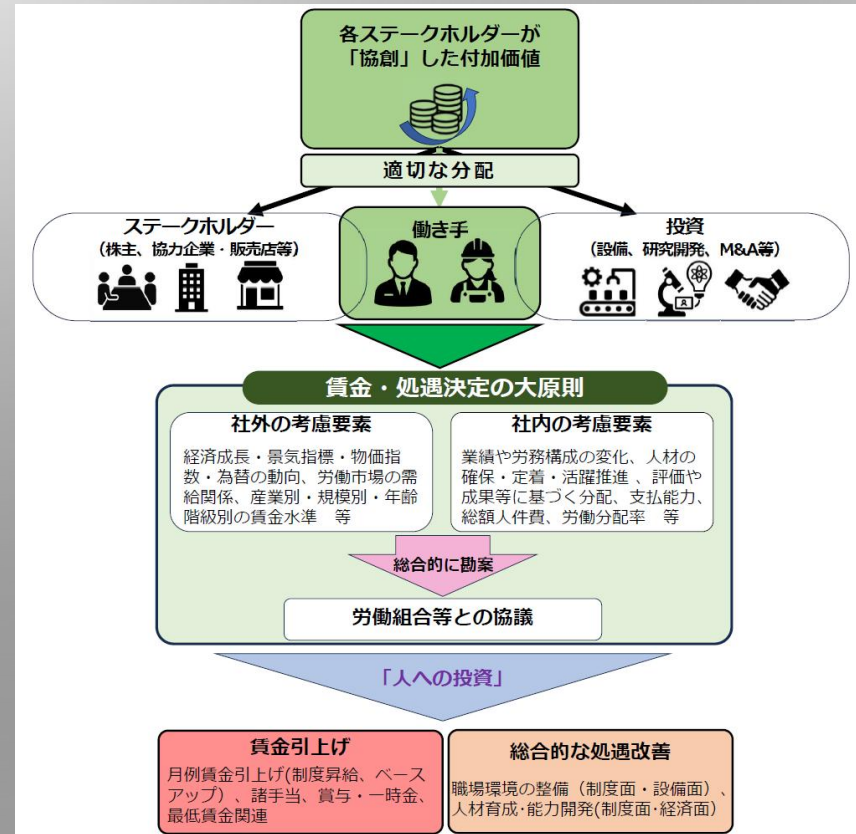 各ステークホルダーが
「協創」した付加価値
適切な分配
ステークホルダー
（株主、協力企業・販売店等）
働き手
投資
（設備、研究開発、M&A等）
賃金・処遇決定の大原則
社外の考慮要素
経済成長・景気指標・物価指
数・為替の動向、労働市場の需
給関係、産業別・規模別・年齢
階級別の賃金水準　等
社内の考慮要素
業績や労務構成の変化、人材の
確保・定着・活躍推進 、評価や
成果等に基づく分配、支払能力、
総額人件費、労働分配率　等
総合的に勘案
労働組合等との協議
「人への投資」
賃金引上げ
月例賃金引上げ(制度昇給、ベース
アップ）、諸手当、賞与・一時金、
最低賃金関連
総合的な処遇改善
職場環境の整備（制度面・設備面）、
人材育成・能力開発(制度面・経済面）